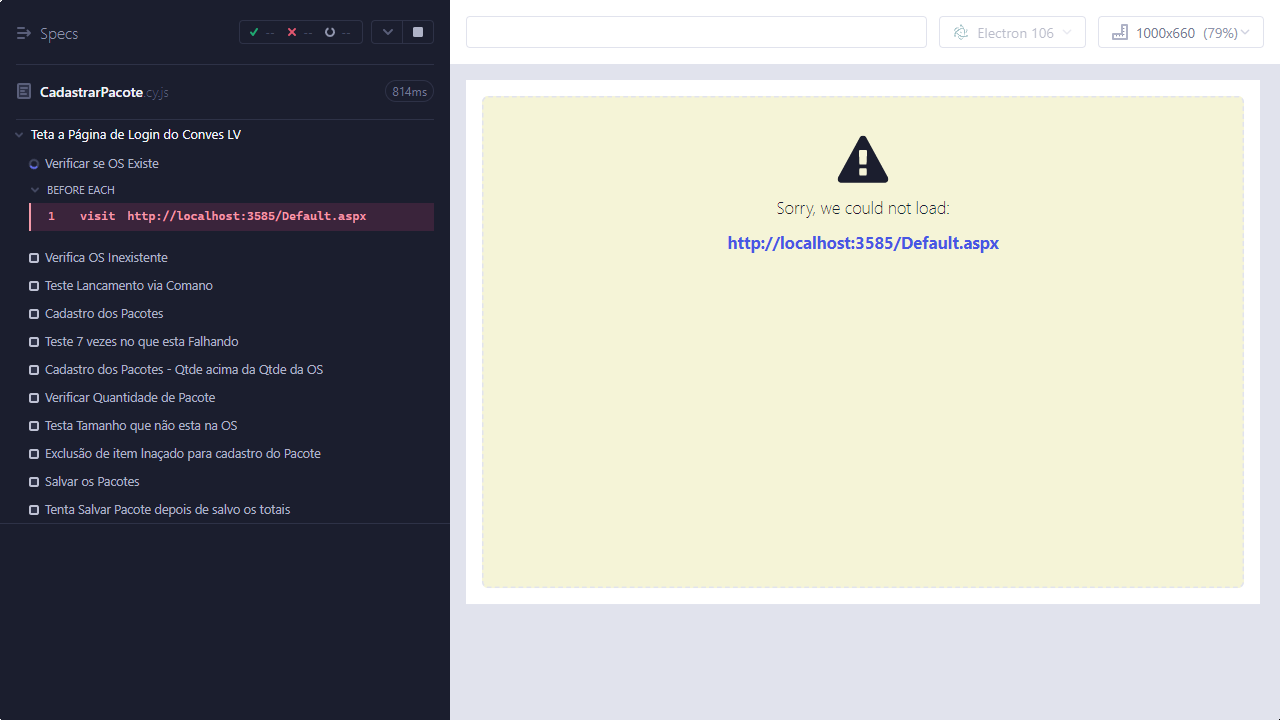 Specs
-- -- --
Electron 106
1000x660 (79%)
CadastrarPacote.cy.js
814ms
Teta a Página de Login do Conves LV
Verificar se OS Existe
BEFORE EACH
1 visit http://localhost:3585/Default.aspx
Verifica OS Inexistente
Teste Lancamento via Comano
Cadastro dos Pacotes
Teste 7 vezes no que esta Falhando
Cadastro dos Pacotes - Qtde acima da Qtde da OS
Verificar Quantidade de Pacote
Testa Tamanho que não esta na OS
Exclusão de item lnaçado para cadastro do Pacote
Salvar os Pacotes
Tenta Salvar Pacote depois de salvo os totais
Sorry, we could not load:
http://localhost:3585/Default.aspx